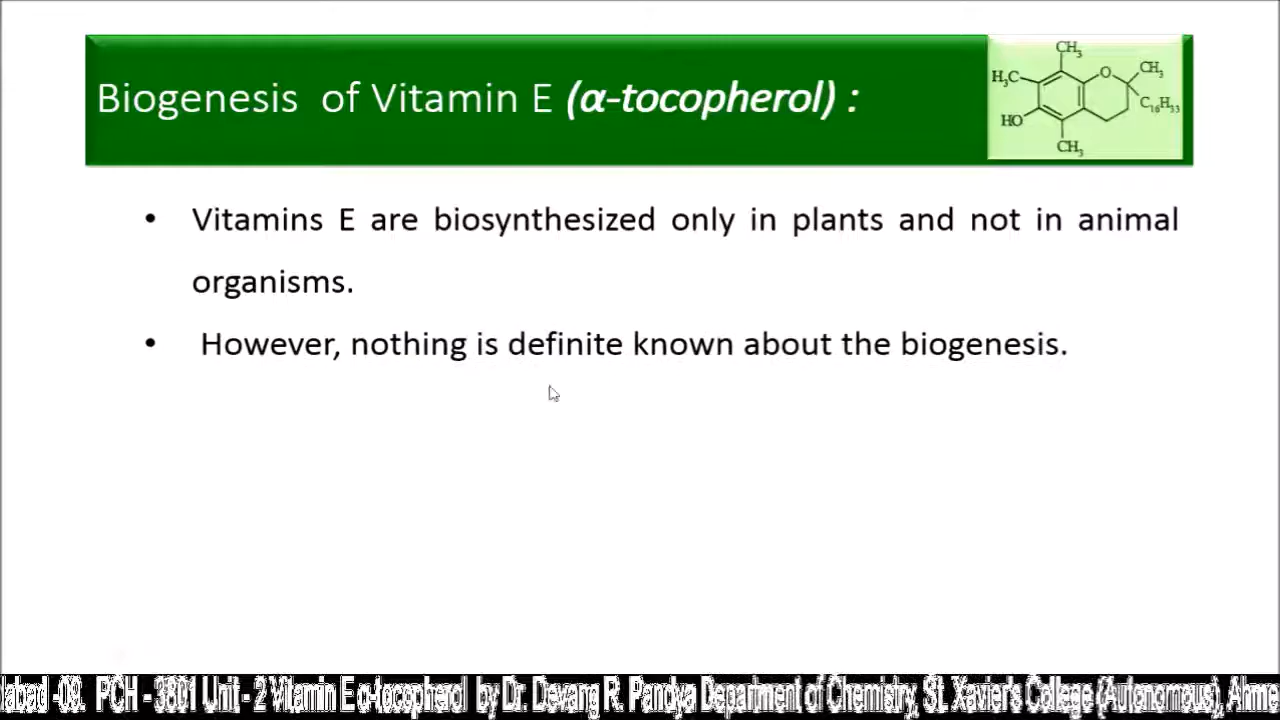 Biogenesis of Vitamin E (α-tocopherol) :
CH3
H3C
O
CH3
C16H33
HO
CH3
• Vitamins E are biosynthesized only in plants and not in animal
organisms.
• However, nothing is definite known about the biogenesis.
dabad -09. PCH - 3801 Unit - 2 Vitamin E α-tocopherol by Dr. Devang R. Pandya Department of Chemistry, St. Xavier's College (Autonomous), Ahme